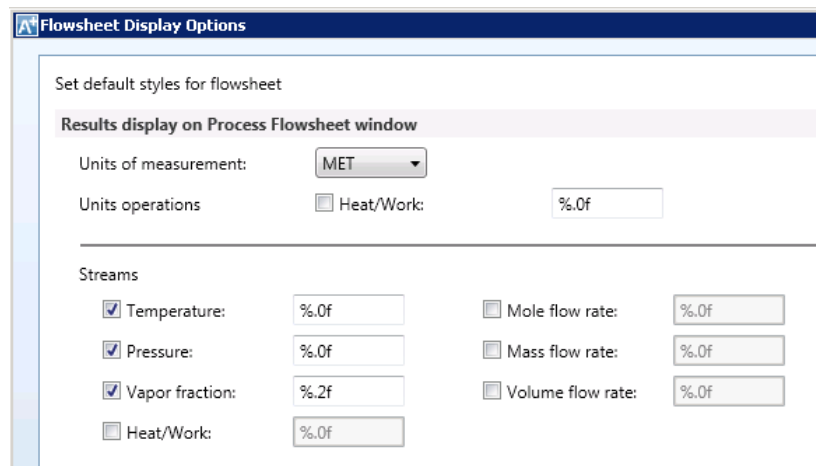 A+ Flowsheet Display Options
Set default styles for flowsheet
Results display on Process Flowsheet window
Units of measurement: MET
Units operations Heat/Work: %.0f
Streams
Temperature: %.0f Mole flow rate: %.0f
Pressure: %.0f Mass flow rate: %.0f
Vapor fraction: %.2f Volume flow rate: %.0f
Heat/Work: %.0f